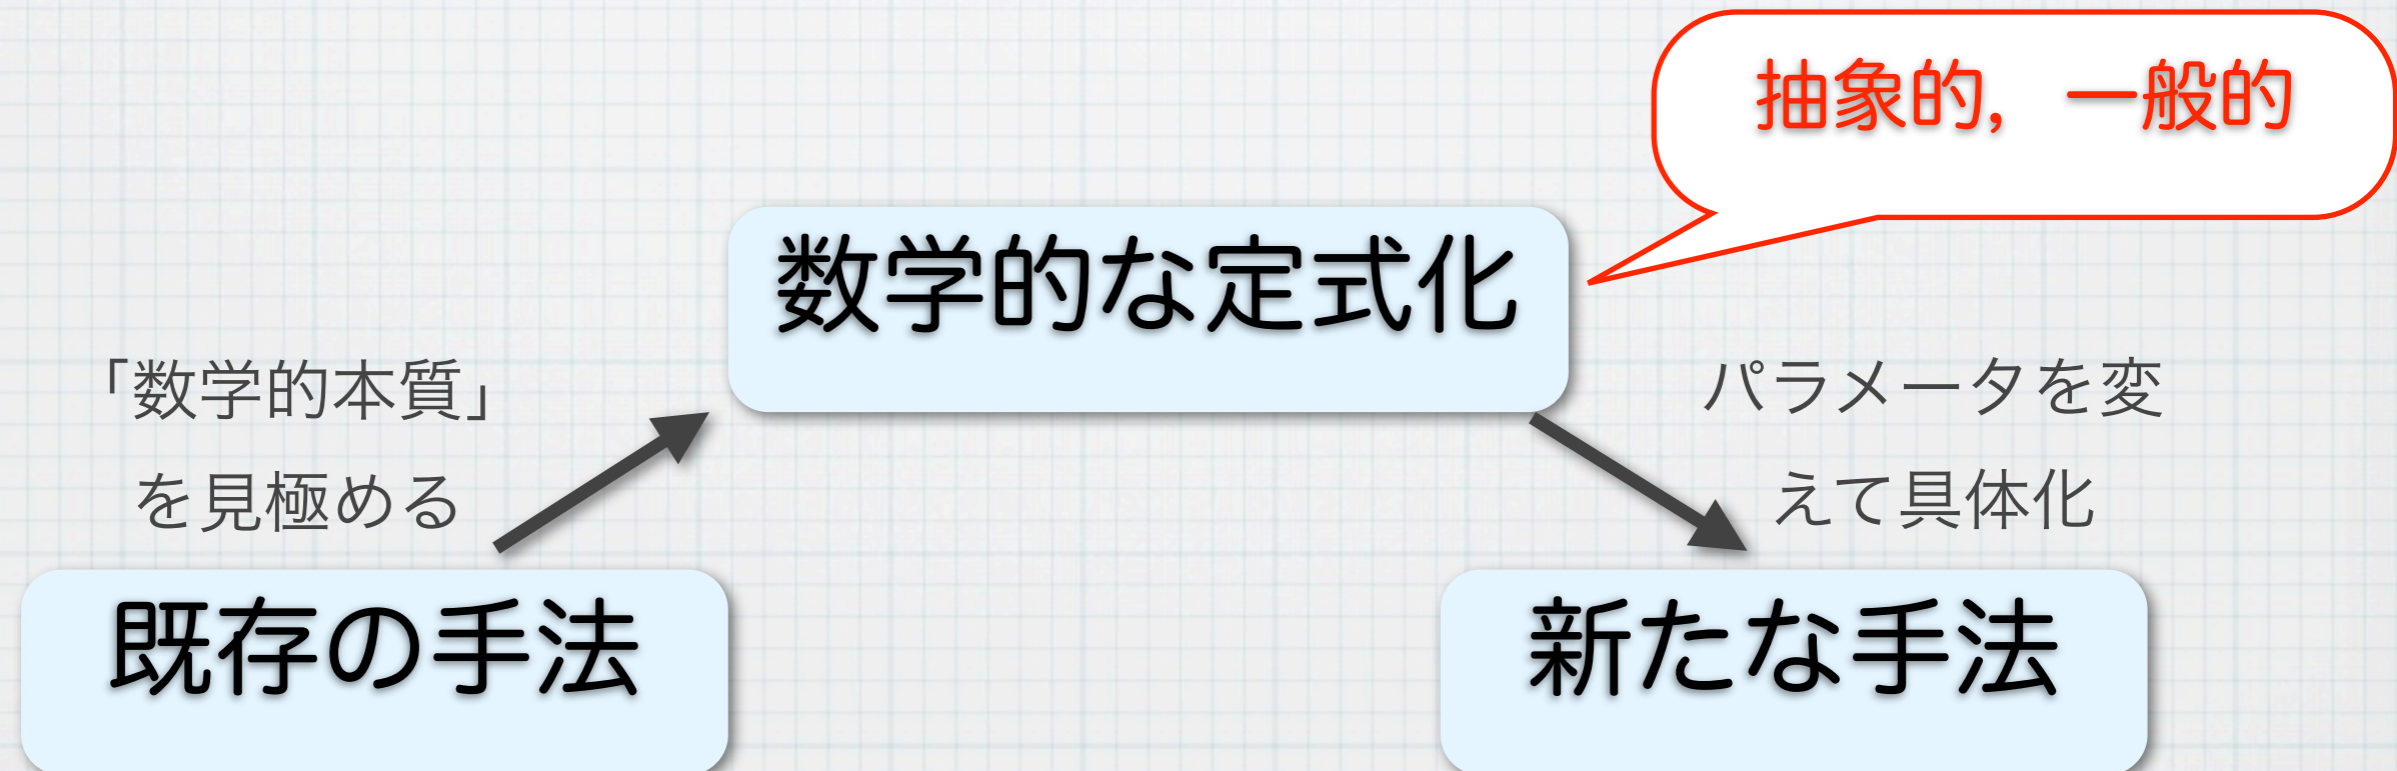 抽象的，一般的
数学的な定式化
「数学的本質」
を見極める
パラメータを変
えて具体化
既存の手法
新たな手法